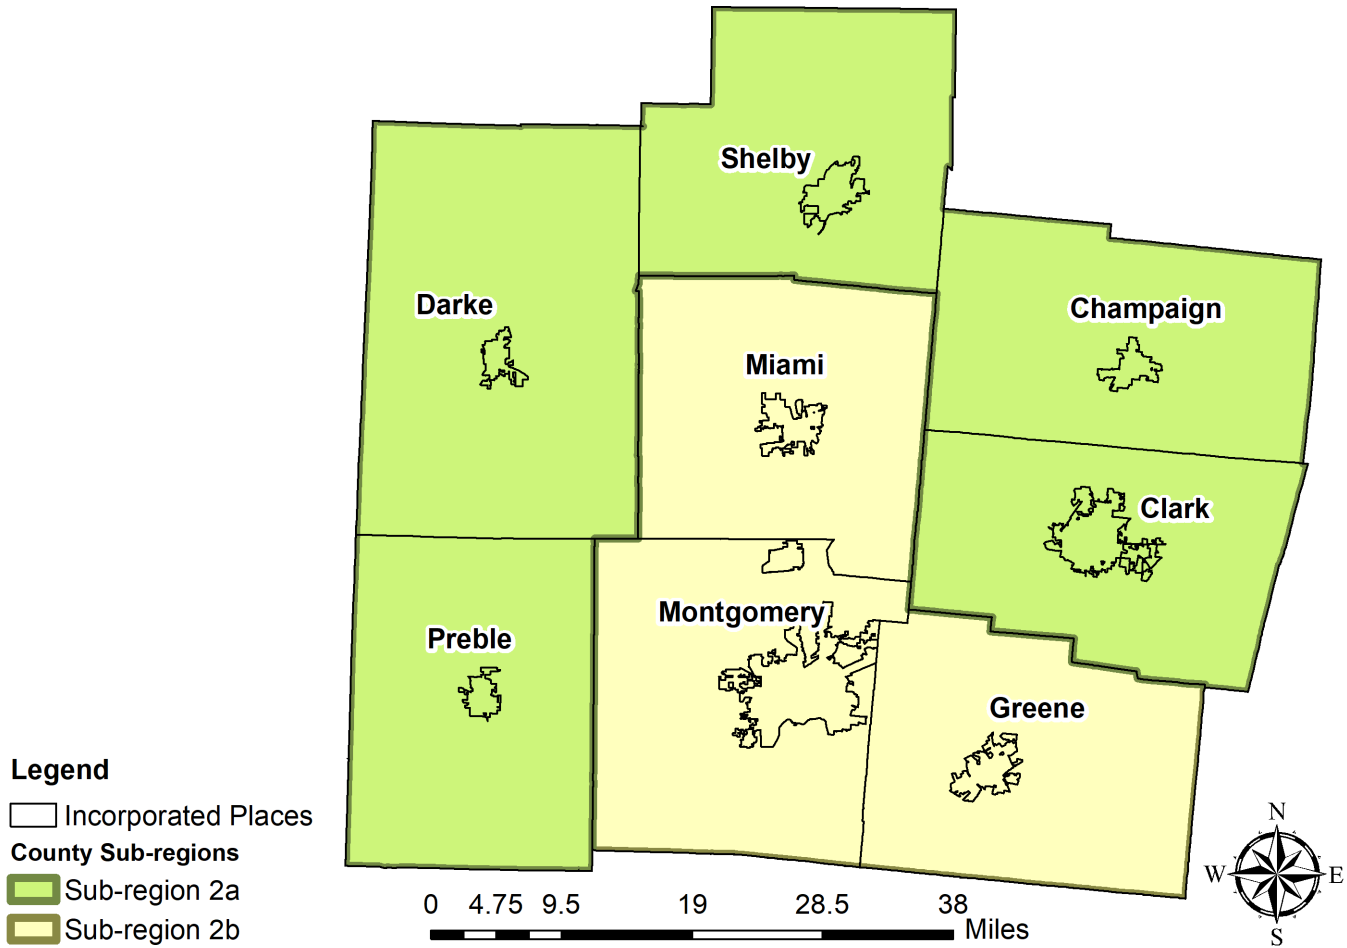 Shelby
Darke
Champaign
Miami
Clark
Montgomery
Preble
Greene
Legend
Incorporated Places
County Sub-regions
Sub-region 2a
Sub-region 2b
0 4.75 9.5 19 28.5 38
Miles
N
W E
S